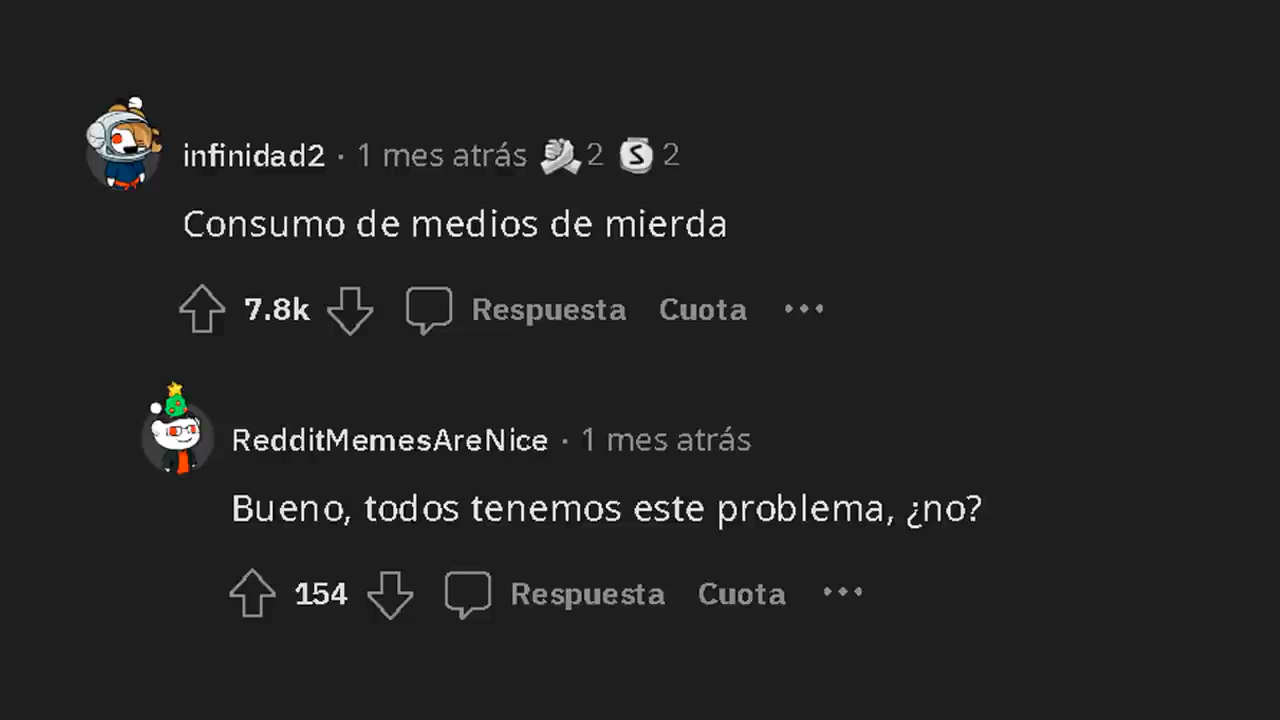 infinidad2 · 1 mes atrás 2 S 2
Consumo de medios de mierda
7.8k Respuesta Cuota ···
RedditMemesAreNice · 1 mes atrás
Bueno, todos tenemos este problema, ¿no?
154 Respuesta Cuota ···